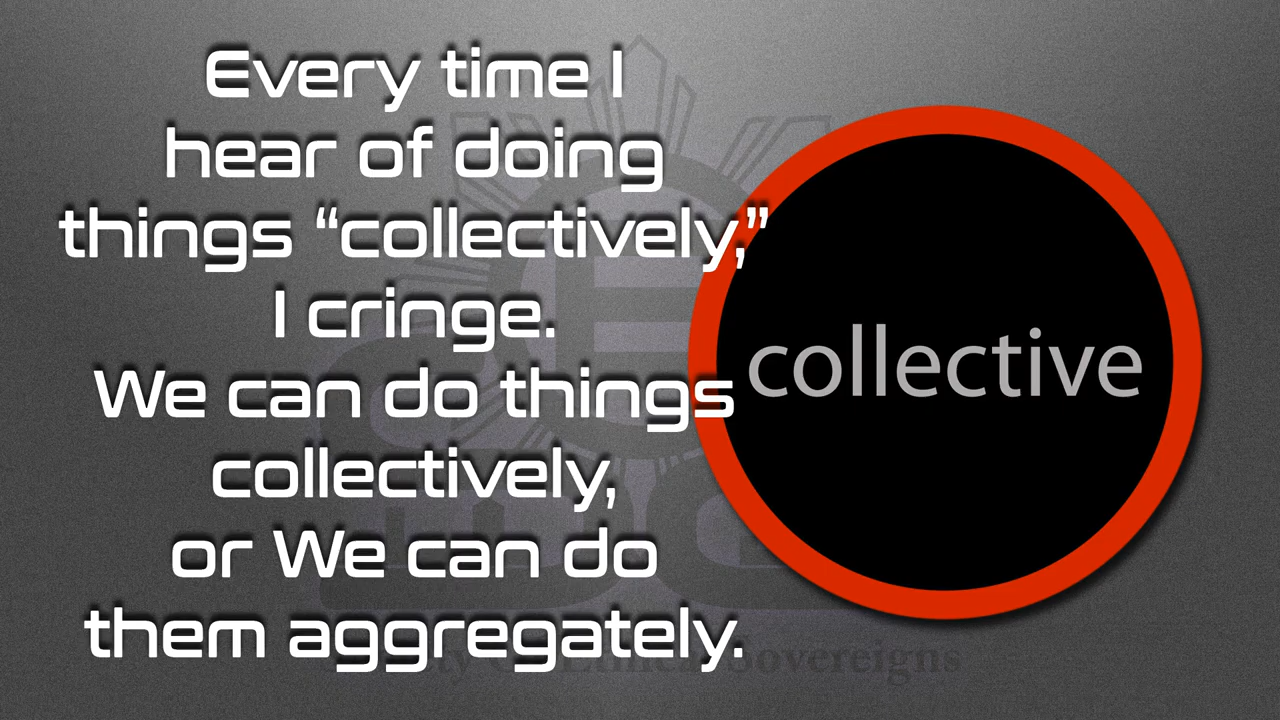 Every time I
hear of doing
things “collectively,”
I cringe.
We can do things
collectively,
or We can do
them aggregately.
collective
Sovereigns